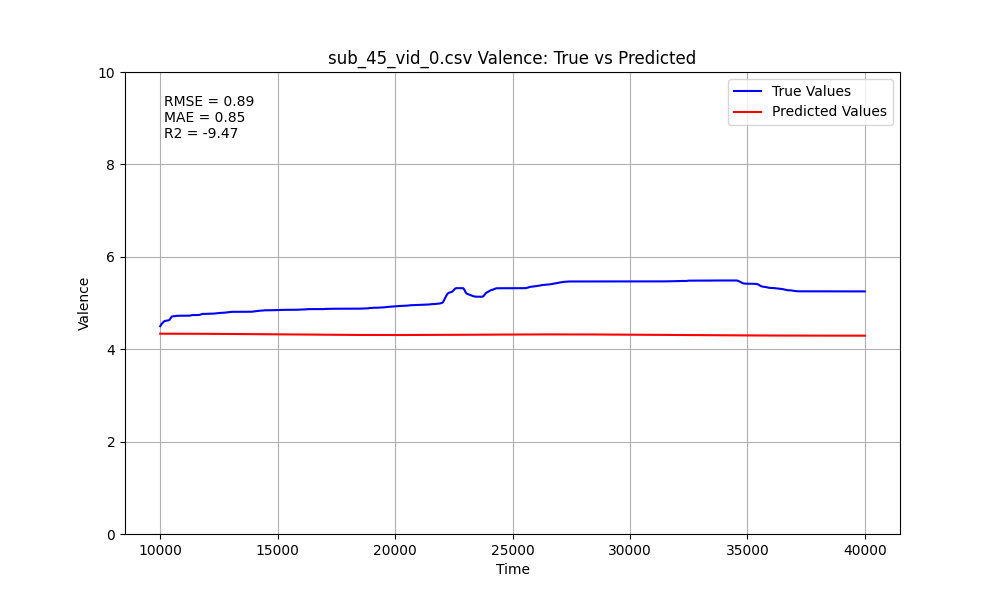 sub_45_vid_0.csv Valence: True vs Predicted
RMSE = 0.89
MAE = 0.85
R2 = -9.47
True Values
Predicted Values
Valence
10
8
6
4
2
0
10000 15000 20000 25000 30000 35000 40000
Time